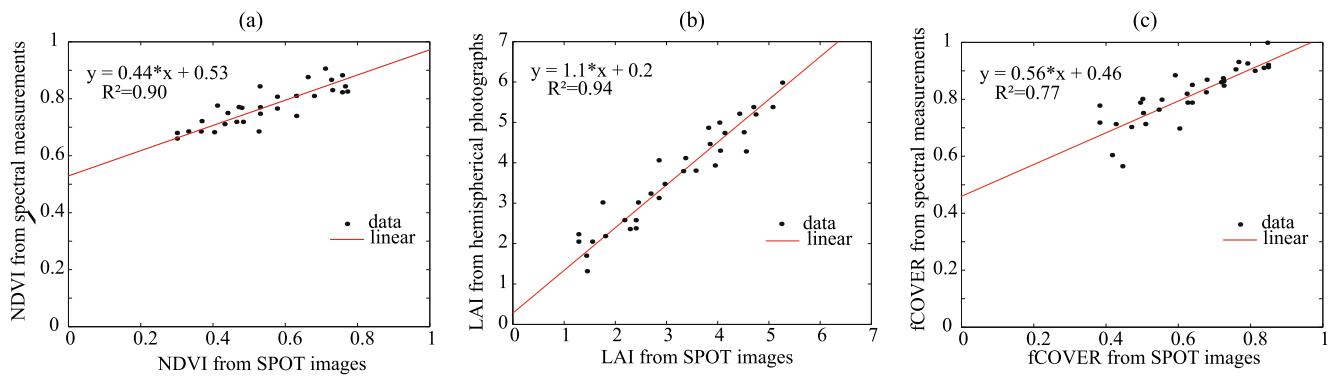 (a)
NDVI from spectral measurements
1
0.8
0.6
0.4
0.2
0
y = 0.44*x + 0.53
R²=0.90
data
linear
0
0.2
0.4
0.6
0.8
1
NDVI from SPOT images
(b)
LAI from hemispherical photographs
7
6
5
4
3
2
1
0
y = 1.1*x + 0.2
R²=0.94
data
linear
0
1
2
3
4
5
6
7
LAI from SPOT images
(c)
fCOVER from spectral measurements
1
0.8
0.6
0.4
0.2
0
y = 0.56*x + 0.46
R²=0.77
data
linear
0
0.2
0.4
0.6
0.8
1
fCOVER from SPOT images